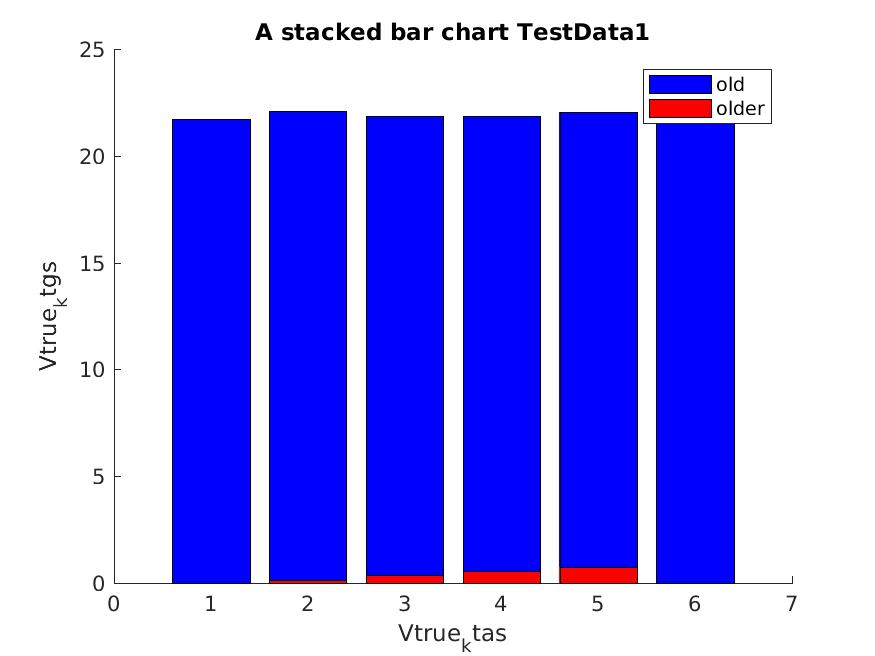 A stacked bar chart TestData1
25
20
15
10
5
0
Vtrue_ktgs
old
older
0 1 2 3 4 5 6 7
Vtrue_ktas